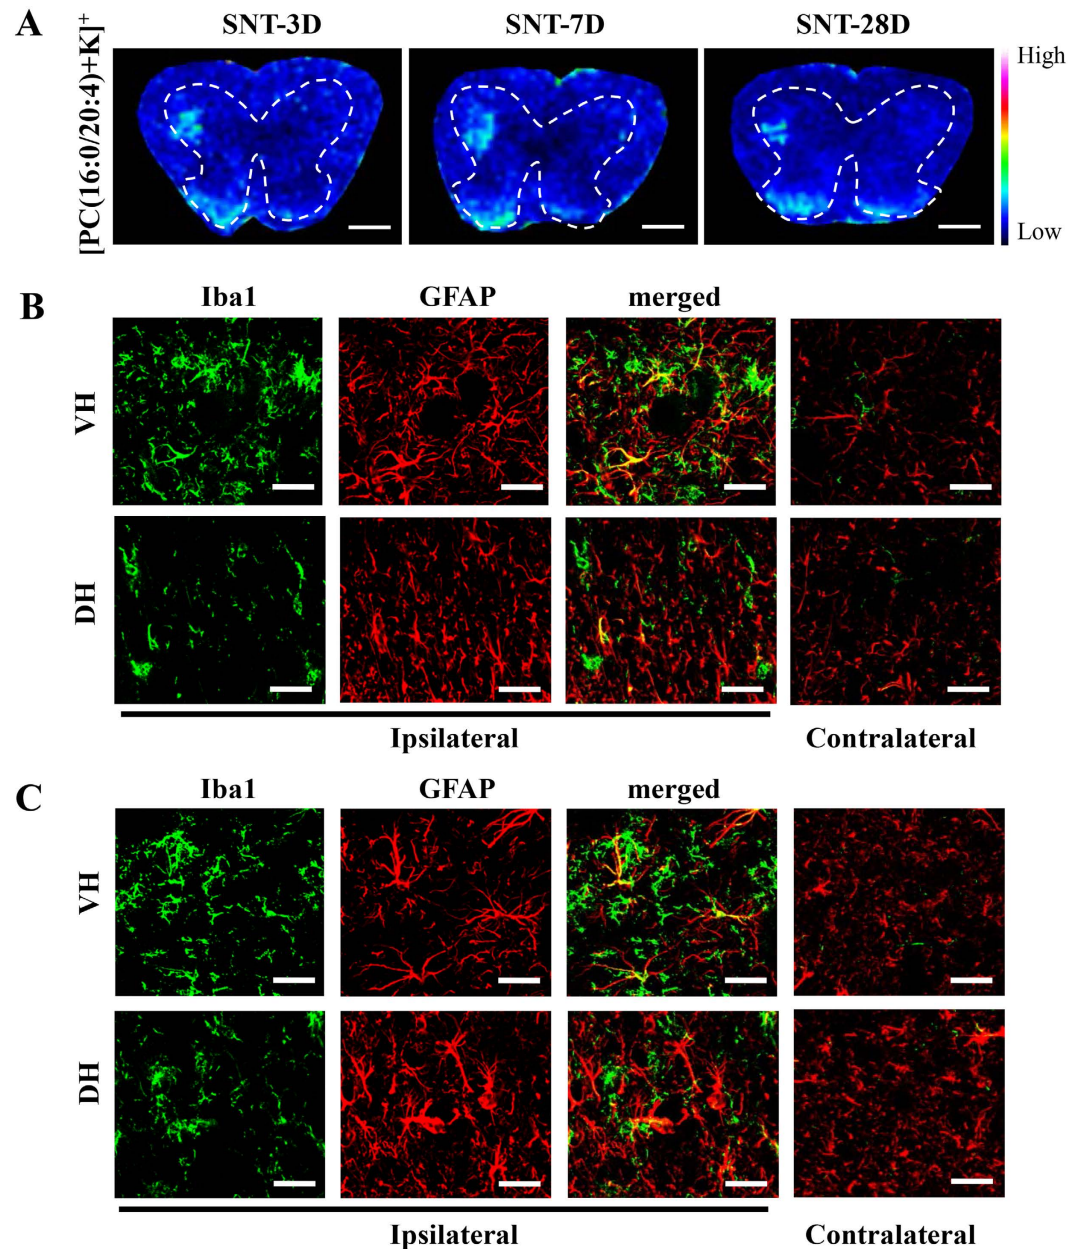 A
SNT-3D SNT-7D SNT-28D
[PC(16:0/20:4)+K]+
High
Low
B
Iba1 GFAP merged
VH
DH
Ipsilateral Contralateral
C
Iba1 GFAP merged
VH
DH
Ipsilateral Contralateral